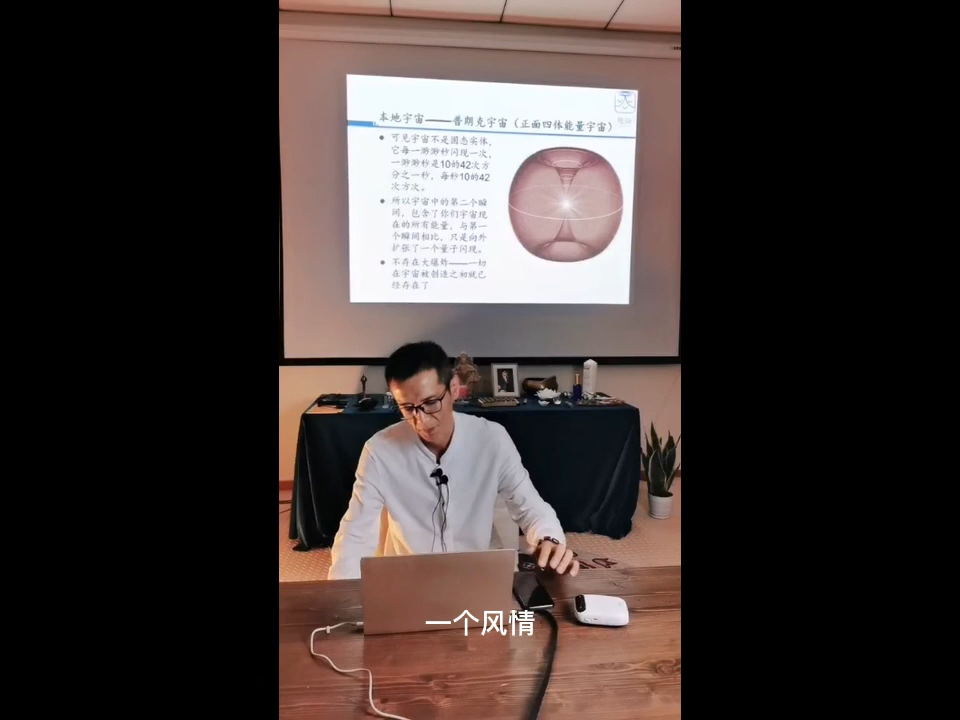 本地宇宙——普朗克宇宙（正面四体能量宇宙）
● 可见宇宙不是固态实体，
它每一渺渺秒闪现一次，
一渺渺秒是10的42次方
分之一秒，每秒10的42
次方次。
● 所以宇宙中的第二个瞬
间，包含了你们宇宙现
在的所有能量，与第一
个瞬间相比，只是向外
扩张了一个量子闪现。
● 不存在大爆炸——一切
在宇宙被创造之初就已
经存在了
一个风情